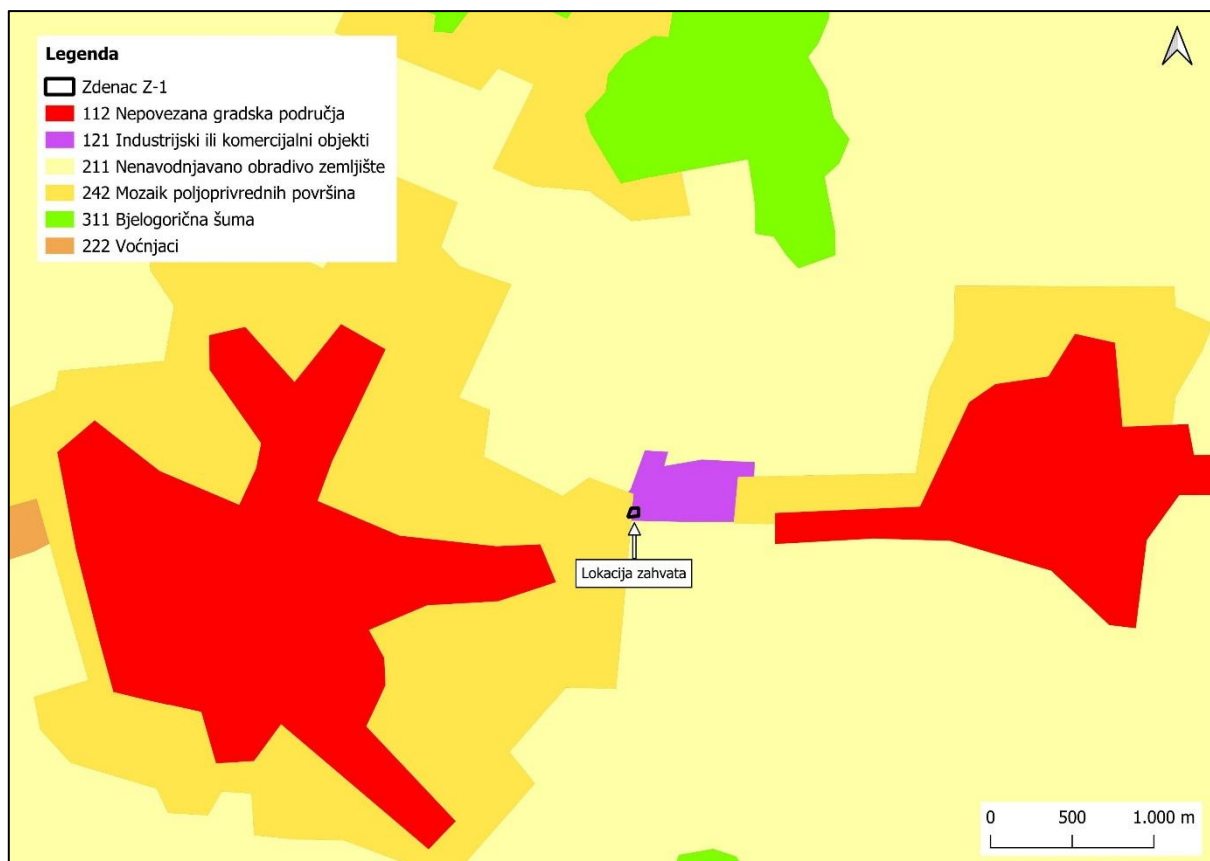 Legenda
Zdenac Z-1
112 Nepovezana gradska područja
121 Industrijski ili komercijalni objekti
211 Nenavodnjavano obradivo zemljište
242 Mozaik poljoprivrednih površina
311 Bjelogorična šuma
222 Voćnjaci
Lokacija zahvata
0 500 1.000 m